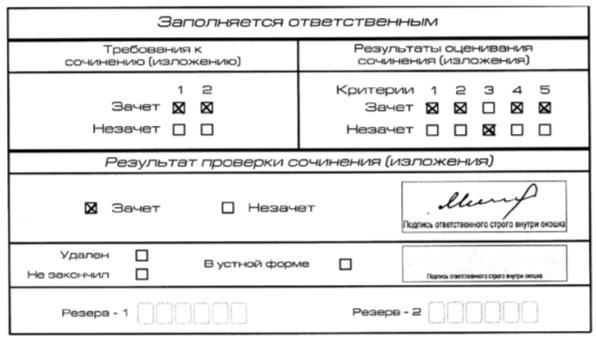 Заполняется ответственным
Требования к
сочинению (изложению)
Результаты оценивания
сочинения (изложения)
1 2
Зачет
Незачет
Критерии 1 2 3 4 5
Зачет
Незачет
Результат проверки сочинения (изложения)
Зачет Незачет
Подпись ответственного строго внутри окошка
Удален
Не закончил
В устной форме
Подпись ответственного строго внутри окошка
Резерв - 1
Резерв - 2